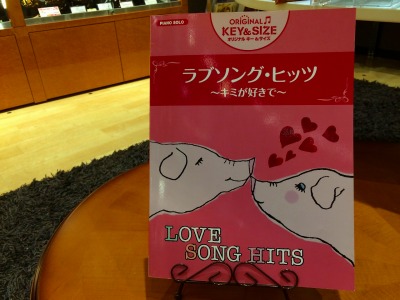 PIANO SOLO
ORIGINAL
KEY&SIZE
オリジナル キー&サイズ
ラブソング・ヒッツ
〜キミが好きで〜
LOVE
SONG HITS